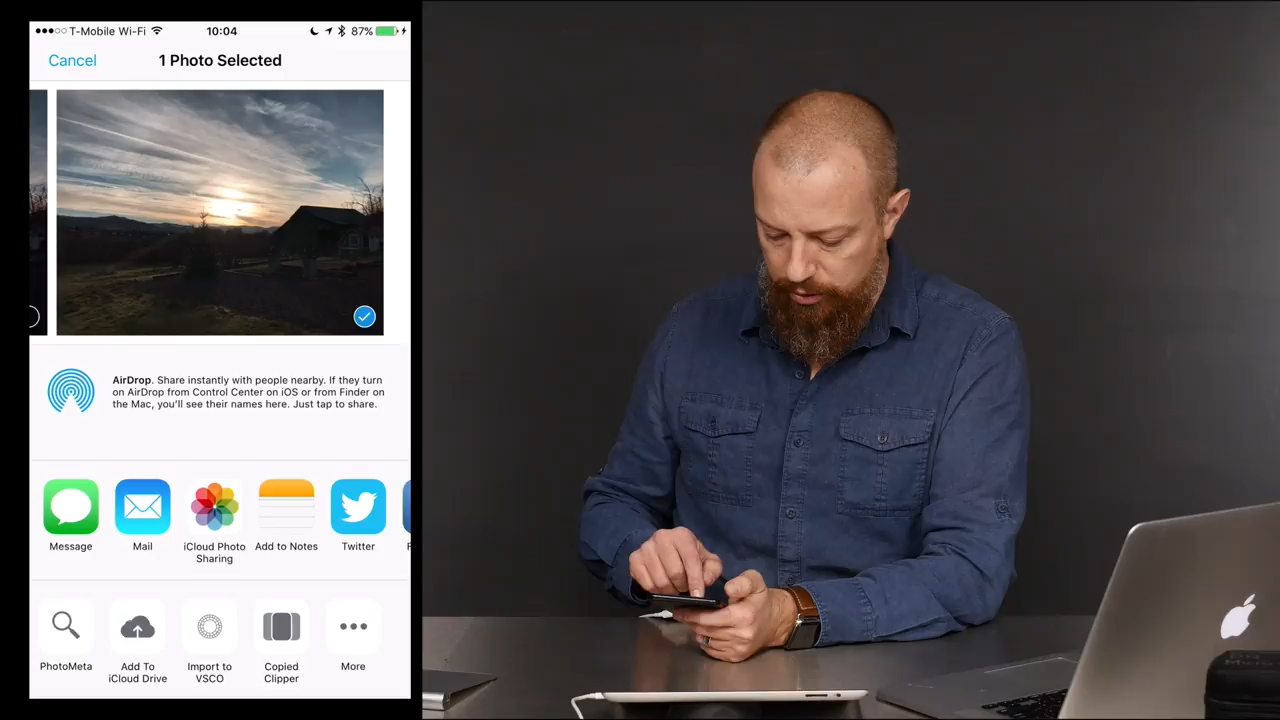 T-Mobile Wi-Fi 10:04 87%
Cancel 1 Photo Selected
AirDrop. Share instantly with people nearby. If they turn
on AirDrop from Control Center on iOS or from Finder on
the Mac, you'll see their names here. Just tap to share.
Message Mail iCloud Photo Sharing Add to Notes Twitter
PhotoMeta Add To iCloud Drive Import to VSCO Copied Clipper More